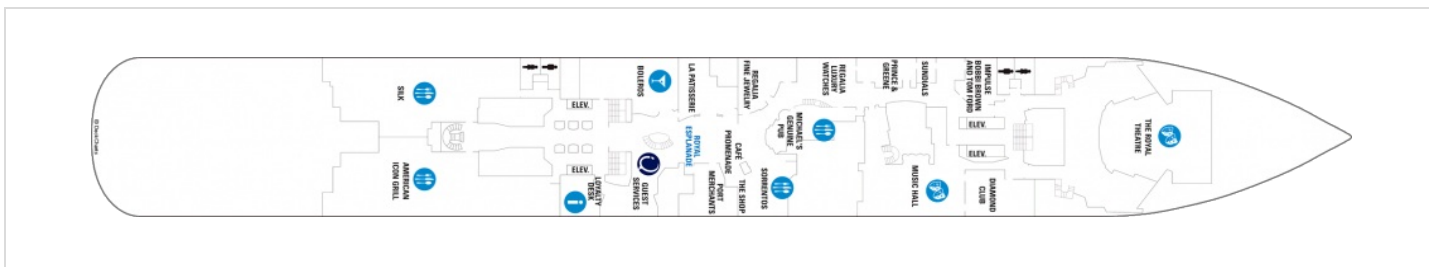 © David Chatts
SILK
AMERICAN
ICON GRILL
ELEV.
ELEV.
LOYALTY
DESK
BOLEROS
GUEST
SERVICES
LA PATISSERIE
ROYAL
ESPLANADE
PORT
MERCHANTS
REGALIA
FINE JEWELRY
CAFE
PROMENADE
THE SHOP
SORRENTOS
MICHAEL'S
GENUINE
PUB
REGALIA
LUXURY
WATCHES
PRINCE &
GREENE
SUNDIALS
MUSIC HALL
IMPULSE
BOBBI BROWN
AND TOM FORD
ELEV.
ELEV.
DIAMOND
CLUB
THE ROYAL
THEATRE